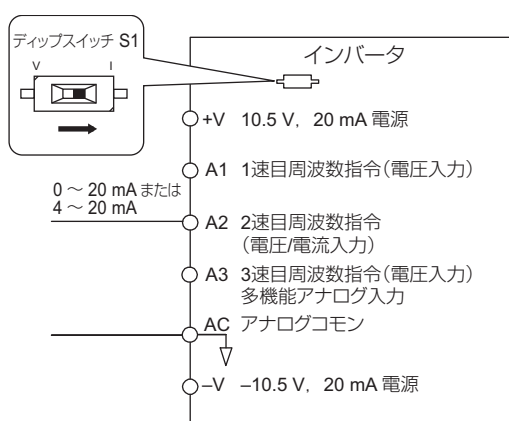 ディップスイッチ S1
V I
インバータ
+V 10.5 V, 20 mA 電源
A1 1速目周波数指令(電圧入力)
0 ~ 20 mA または
4 ~ 20 mA
A2 2速目周波数指令
(電圧/電流入力)
A3 3速目周波数指令(電圧入力)
多機能アナログ入力
AC アナログコモン
–V –10.5 V, 20 mA 電源